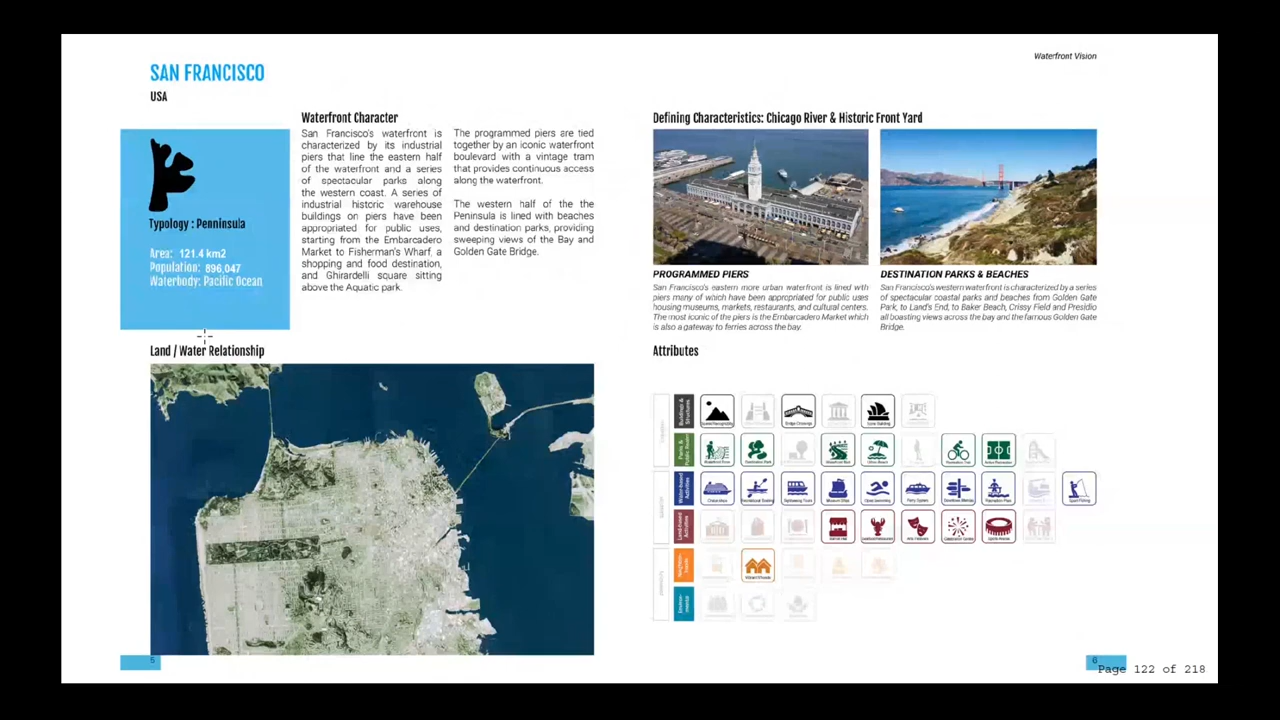 Waterfront Vision
SAN FRANCISCO
USA
Typology : Penninsula
Area: 121.4 km2
Population: 896,047
Waterbody: Pacific Ocean
Waterfront Character
San Francisco's waterfront is
characterized by its industrial
piers that line the eastern half
of the waterfront and a series
of spectacular parks along
the western coast. A series of
industrial historic warehouse
buildings on piers have been
appropriated for public uses,
starting from the Embarcadero
Market to Fisherman's Wharf, a
shopping and food destination,
and Ghirardelli square sitting
above the Aquatic park.
The programmed piers are tied
together by an iconic waterfront
boulevard with a vintage tram
that provides continuous access
along the waterfront.
The western half of the the
Peninsula is lined with beaches
and destination parks, providing
sweeping views of the Bay and
Golden Gate Bridge.
Land / Water Relationship
5
Defining Characteristics: Chicago River & Historic Front Yard
PROGRAMMED PIERS
San Francisco's eastern more urban waterfront is lined with
piers many of which have been appropriated for public uses
housing museums, markets, restaurants, and cultural centers.
The most iconic of the piers is the Embarcadero Market which
is also a gateway to ferries across the bay.
DESTINATION PARKS & BEACHES
San Francisco's western waterfront is characterized by a series
of spectacular coastal parks and beaches from Golden Gate
Park, to Land's End, to Baker Beach, Crissy Field and Presidio
all boasting views across the bay and the famous Golden Gate
Bridge.
Attributes
Buildings &
Structures
Parks &
Water-based
Activities
Land-based
Activities
6
Page 122 of 218